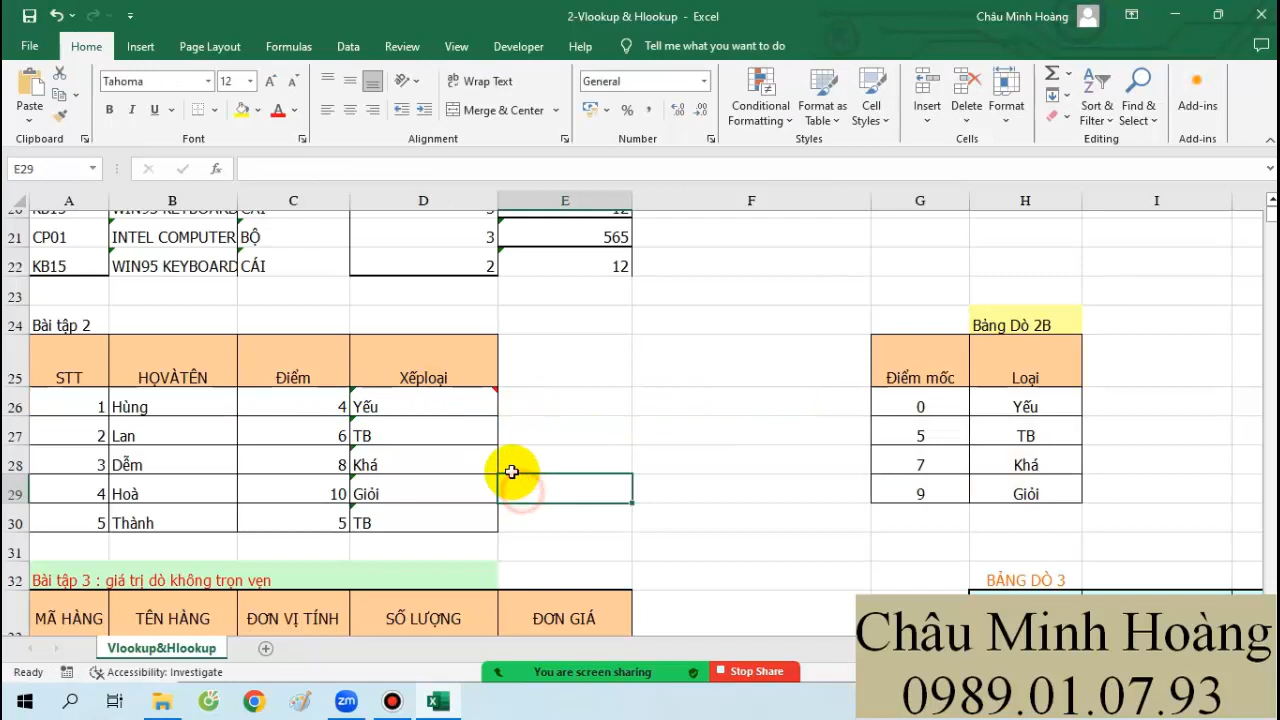 2-Vlookup & Hlookup - Excel
Châu Minh Hoàng
File Home Insert Page Layout Formulas Data Review View Developer Help Tell me what you want to do
Paste
Clipboard
Tahoma 12
B I U
Font
Wrap Text
Merge & Center
Alignment
General
Number
Conditional Formatting
Format as Table
Cell Styles
Styles
Insert
Delete
Format
Cells
Sort & Filter
Find & Select
Editing
Add-ins
Add-ins
E29
A B C D E F G H I
21 CP01 INTEL COMPUTER BỘ 3 565
22 KB15 WIN95 KEYBOARD CÁI 2 12
23
24 Bài tập 2 Bảng Dò 2B
25 STT HỌVÀTÊN Điểm Xếploại Điểm mốc Loại
26 1 Hùng 4 Yếu 0 Yếu
27 2 Lan 6 TB 5 TB
28 3 Dễm 8 Khá 7 Khá
29 4 Hoà 10 Giỏi 9 Giỏi
30 5 Thành 5 TB
31
32 Bài tập 3 : giá trị dò không trọn vẹn BẢNG DÒ 3
MÃ HÀNG TÊN HÀNG ĐƠN VỊ TÍNH SỐ LƯỢNG ĐƠN GIÁ
Vlookup&Hlookup
Ready Accessibility: Investigate
You are screen sharing Stop Share
Châu Minh Hoàng
0989.01.07.93